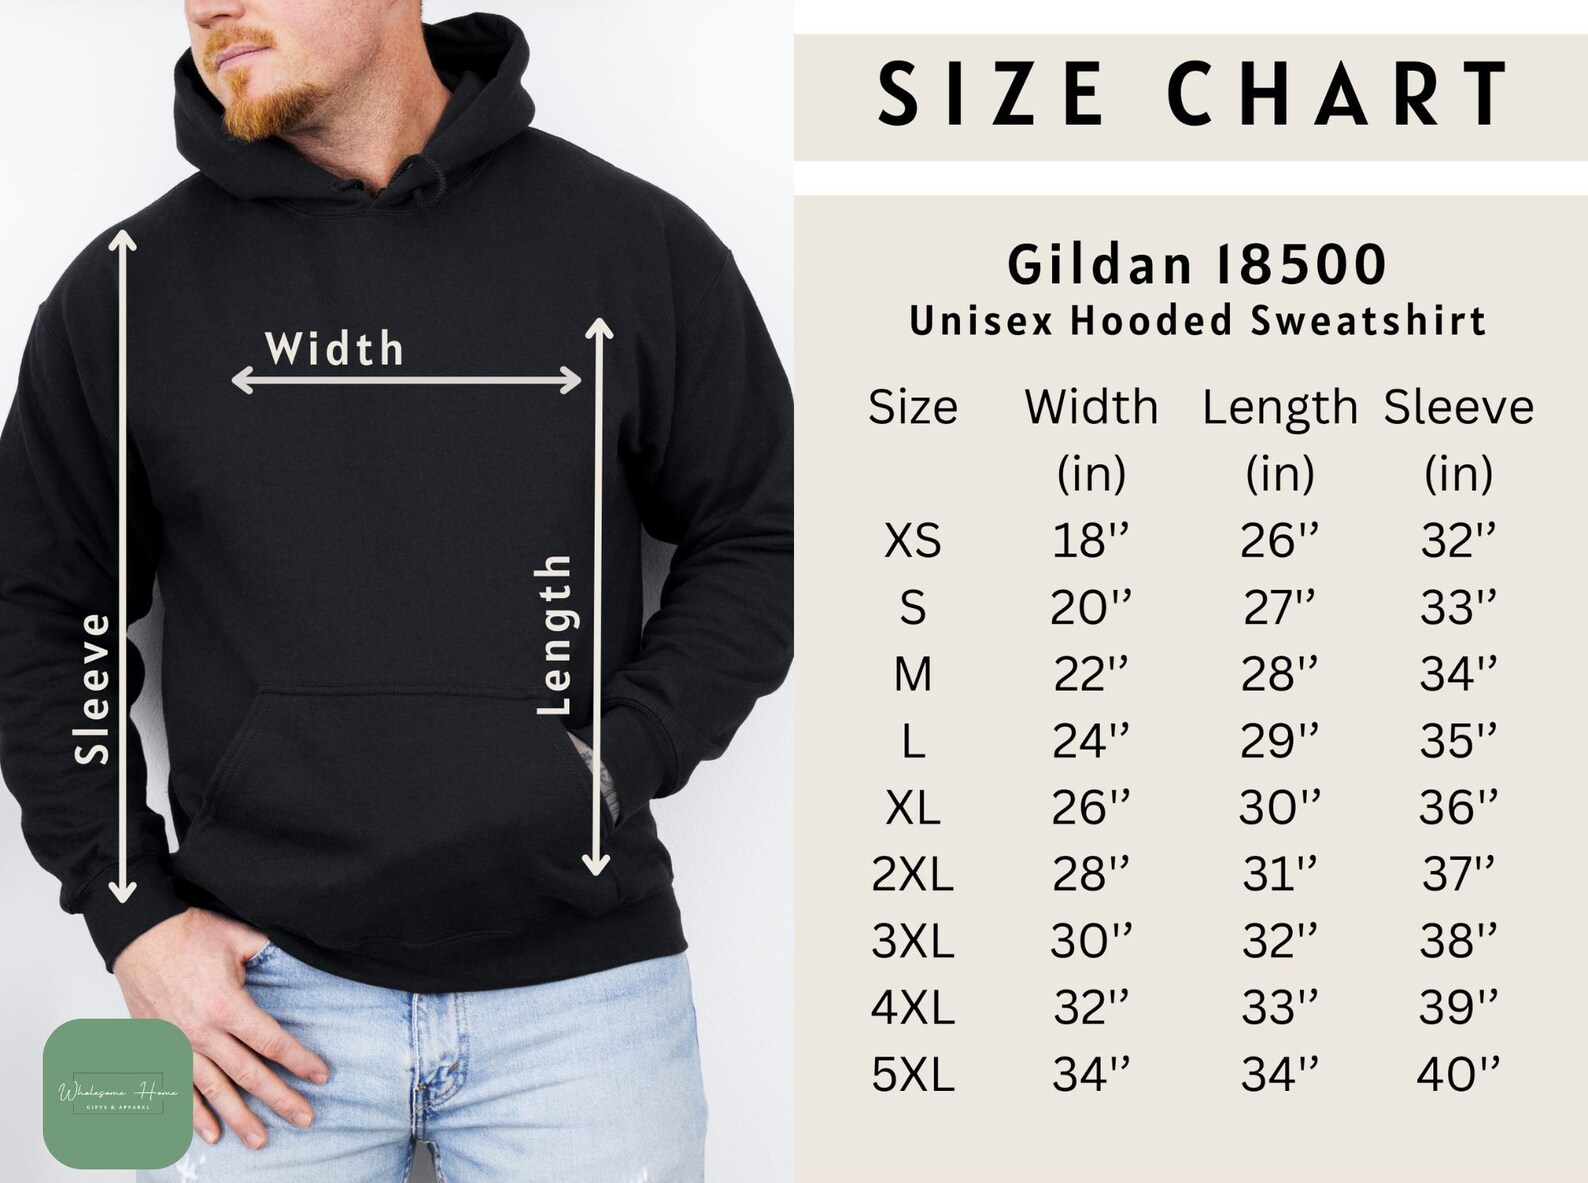 SIZE CHART
Gildan 18500
Unisex Hooded Sweatshirt
Size Width Length Sleeve
(in) (in) (in)
XS 18'’ 26'’ 32'’
S 20'’ 27'’ 33'’
M 22'’ 28'’ 34'’
L 24'’ 29'’ 35'’
XL 26'’ 30'’ 36'’
2XL 28'’ 31'’ 37'’
3XL 30'’ 32'’ 38'’
4XL 32'’ 33'’ 39'’
5XL 34'’ 34'’ 40'’
Width
Length
Sleeve
Wholesome Home
GIFTS & APPAREL